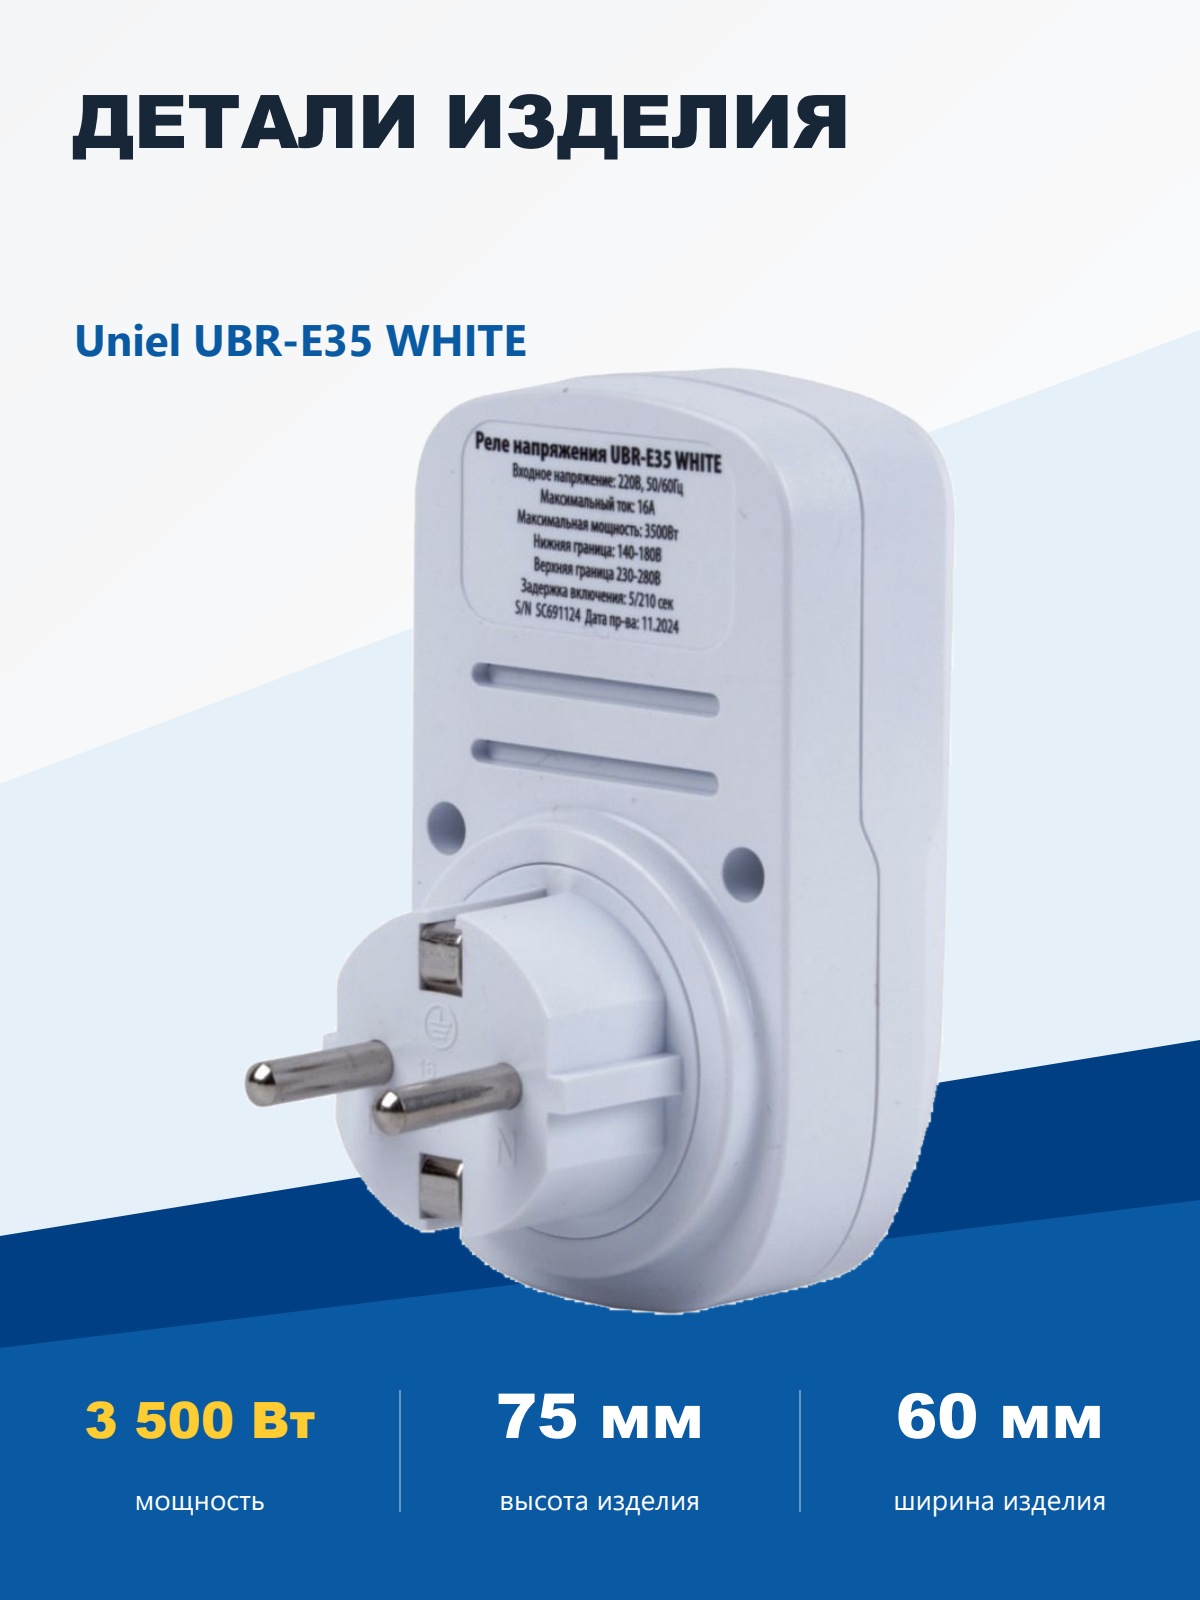 ДЕТАЛИ ИЗДЕЛИЯ
Uniel UBR-E35 WHITE
Реле напряжения UBR-E35 WHITE
Входное напряжение: 220В, 50/60Гц
Максимальный ток: 16А
Максимальная мощность: 3500Вт
Нижняя граница: 140-180В
Верхняя граница 230-280В
Задержка включения: 5/210 сек
S/N SC691124 Дата пр-ва: 11.2024
16
N
3 500 Вт
75 мм
60 мм
мощность
высота изделия
ширина изделия